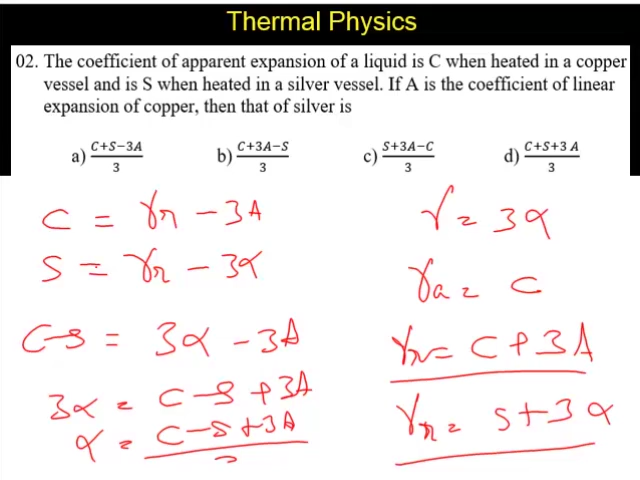 Thermal Physics
02. The coefficient of apparent expansion of a liquid is C when heated in a copper
vessel and is S when heated in a silver vessel. If A is the coefficient of linear
expansion of copper, then that of silver is
a) (C+S−3A)/3 b) (C+3A−S)/3 c) (S+3A−C)/3 d) (C+S+3 A)/3
C = γr − 3A
S = γr − 3α
C−S = 3α − 3A
3α = C−S+3A
α = (C−S+3A)/3
γ = 3α
γa = C
γr = C+3A
γr = S+3α